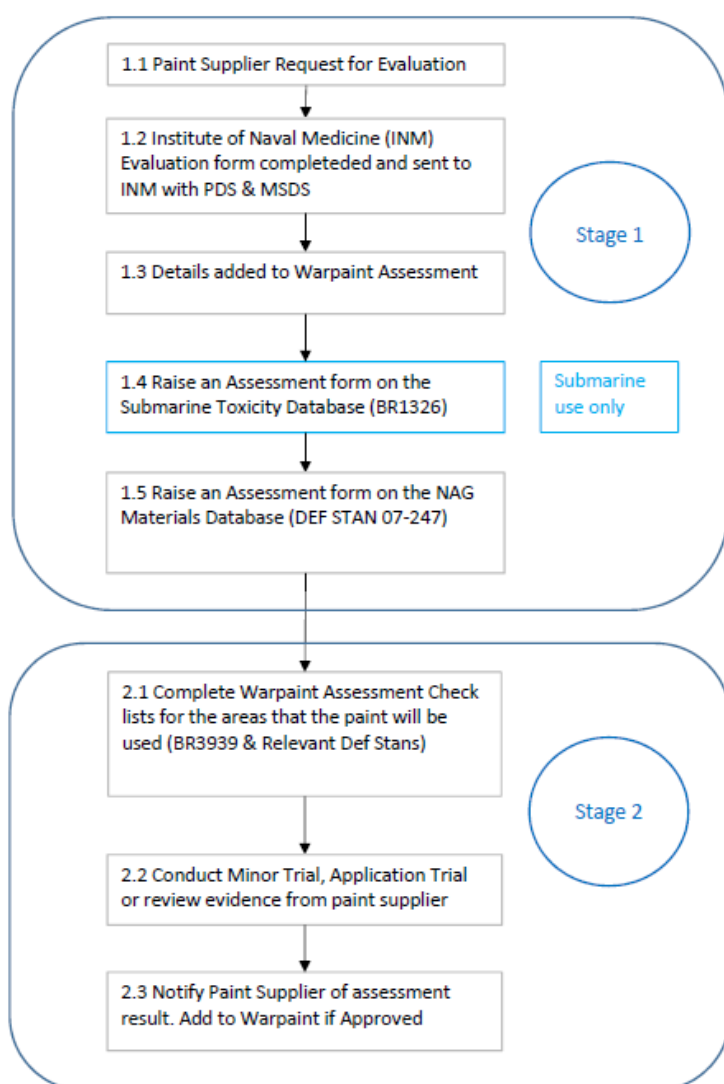 1.1 Paint Supplier Request for Evaluation
1.2 Institute of Naval Medicine (INM)
Evaluation form completeded and sent to
INM with PDS & MSDS
Stage 1
1.3 Details added to Warpaint Assessment
1.4 Raise an Assessment form on the
Submarine Toxicity Database (BR1326)
Submarine
use only
1.5 Raise an Assessment form on the NAG
Materials Database (DEF STAN 07-247)
2.1 Complete Warpaint Assessment Check
lists for the areas that the paint will be
used (BR3939 & Relevant Def Stans)
Stage 2
2.2 Conduct Minor Trial, Application Trial
or review evidence from paint supplier
2.3 Notify Paint Supplier of assessment
result. Add to Warpaint if Approved